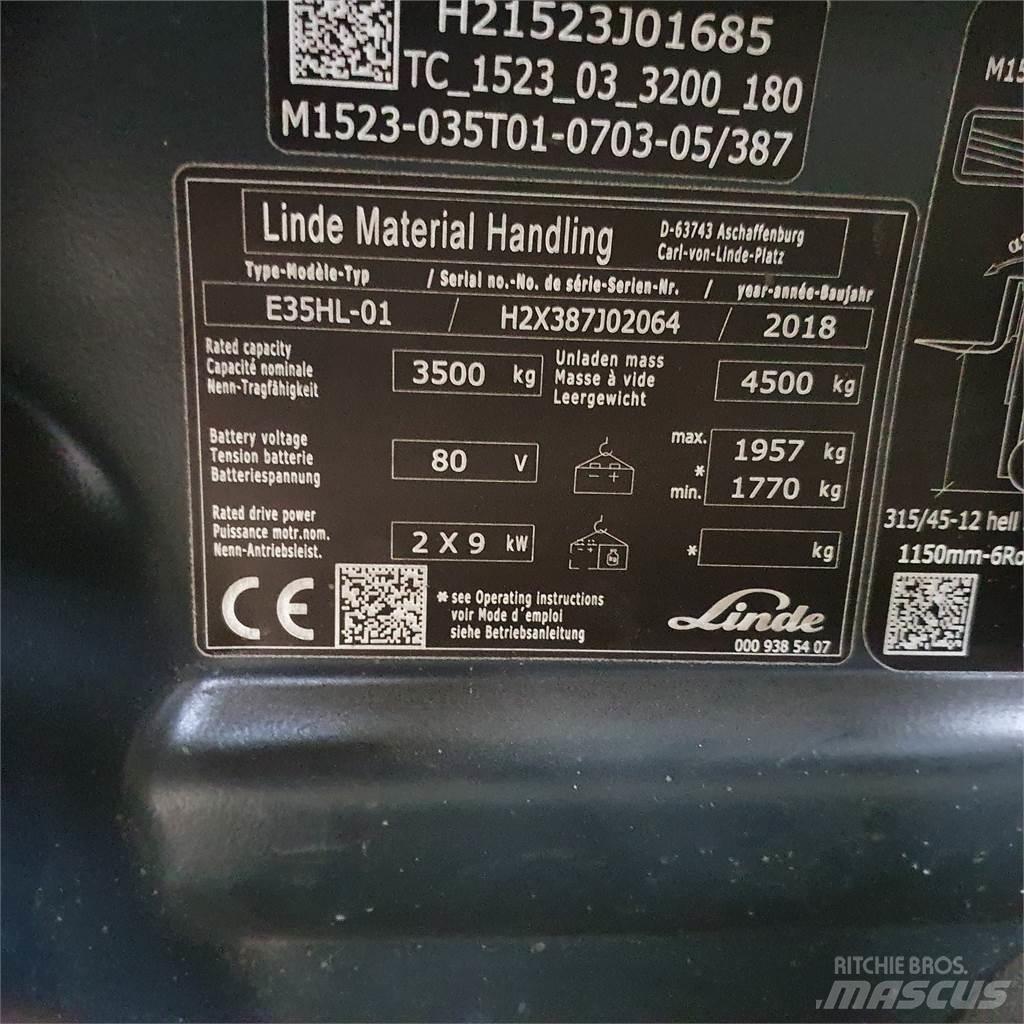 H21523J01685
TC_1523_03_3200_180
M1523-035T01-0703-05/387
Linde Material Handling
D-63743 Aschaffenburg
Carl-von-Linde-Platz
Type-Modèle-Typ / Serial no.-No. de série-Serien-Nr. / year-année-Baujahr
E35HL-01 / H2X387J02064 / 2018
Rated capacity
Capacité nominale
Nenn-Tragfähigkeit
3500 kg
Unladen mass
Masse à vide
Leergewicht
4500 kg
Battery voltage
Tension batterie
Batteriespannung
80 V
max. 1957 kg
*
min. 1770 kg
Rated drive power
Puissance motr.nom.
Nenn-Antriebsleist.
2 X 9 kW
* kg
CE
* see Operating instructions
voir Mode d'emploi
siehe Betriebsanleitung
Linde
000 938 54 07
M15
315/45-12 hell
1150mm-6Ro
RITCHIE BROS.
MASCUS